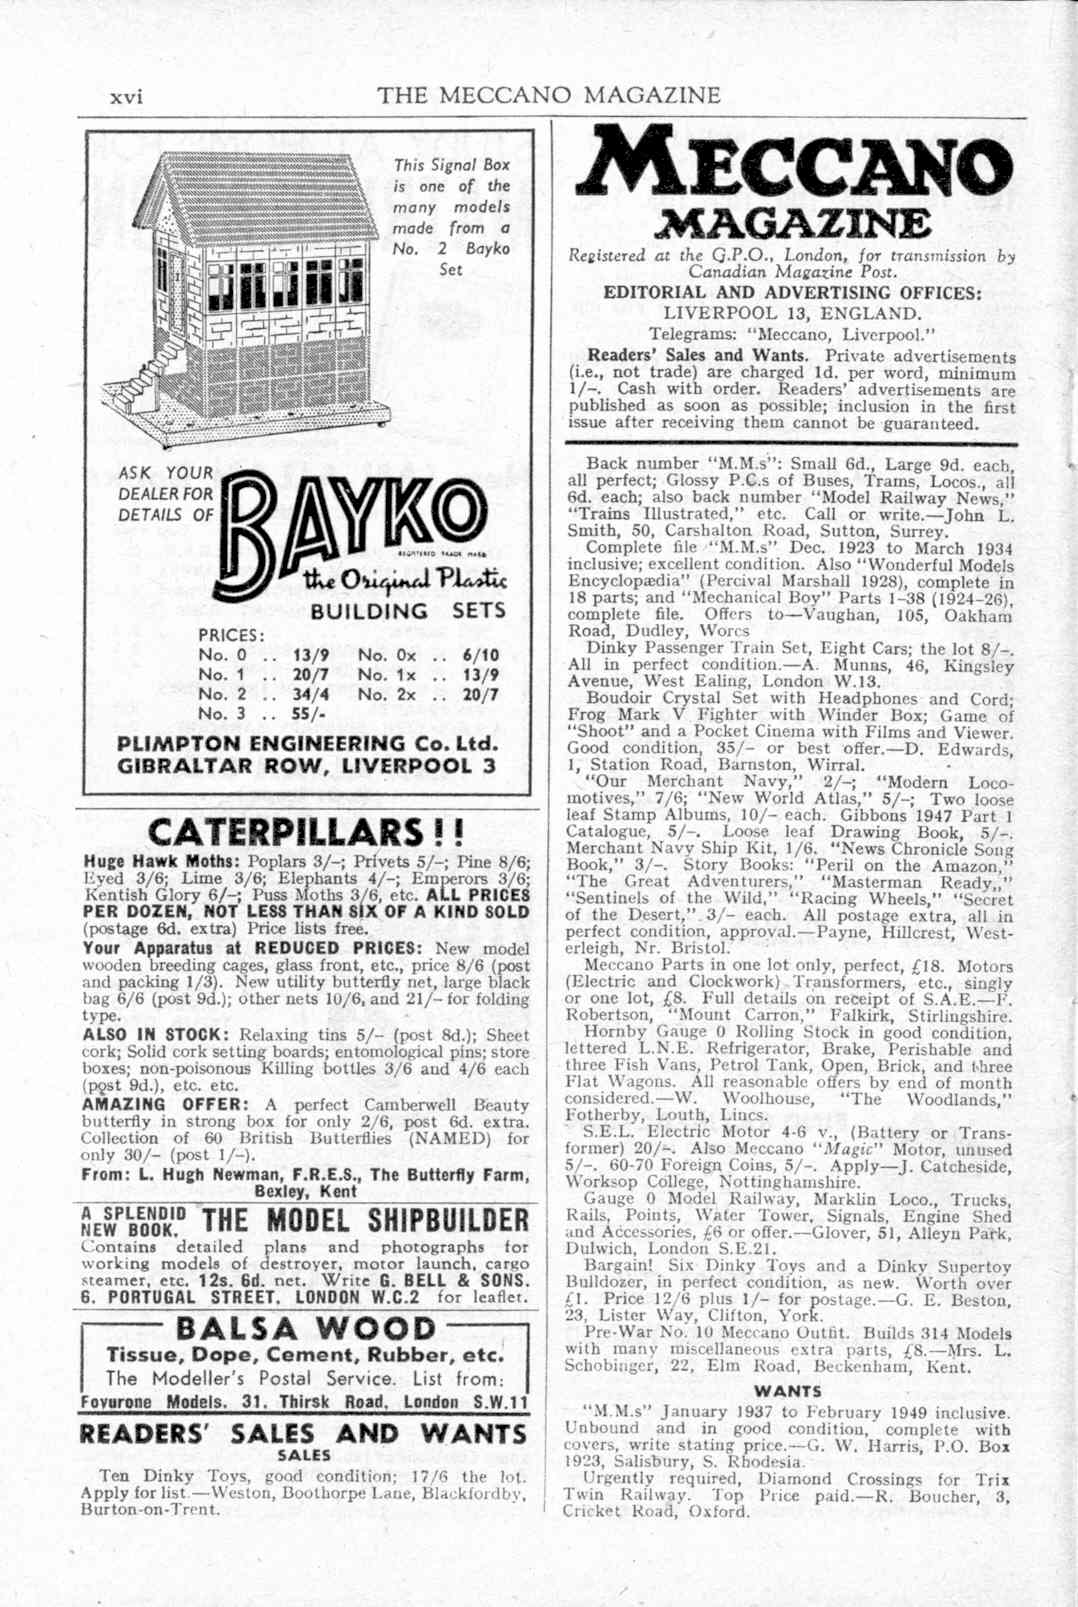 xvi
THE MECCANO MAGAZINE
This Signal Box
is one of the
many models
made from a
No. 2 Bayko
Set
ASK YOUR
DEALER FOR
DETAILS OF
BAYKO
REGISTERED TRADE MARK
the Original Plastic
BUILDING SETS
PRICES:
No. 0 .. 13/9 No. 0x .. 6/10
No. 1 .. 20/7 No. 1x .. 13/9
No. 2 .. 34/4 No. 2x .. 20/7
No. 3 .. 55/-
PLIMPTON ENGINEERING Co. Ltd.
GIBRALTAR ROW, LIVERPOOL 3
CATERPILLARS!!
Huge Hawk Moths: Poplars 3/-; Privets 5/-; Pine 8/6;
Eyed 3/6; Lime 3/6; Elephants 4/-; Emperors 3/6;
Kentish Glory 6/-; Puss Moths 3/6, etc. ALL PRICES
PER DOZEN, NOT LESS THAN SIX OF A KIND SOLD
(postage 6d. extra) Price lists free.
Your Apparatus at REDUCED PRICES: New model
wooden breeding cages, glass front, etc., price 8/6 (post
and packing 1/3). New utility butterfly net, large black
bag 6/6 (post 9d.); other nets 10/6, and 21/- for folding
type.
ALSO IN STOCK: Relaxing tins 5/- (post 8d.); Sheet
cork; Solid cork setting boards; entomological pins; store
boxes; non-poisonous Killing bottles 3/6 and 4/6 each
(post 9d.), etc. etc.
AMAZING OFFER: A perfect Camberwell Beauty
butterfly in strong box for only 2/6, post 6d. extra.
Collection of 60 British Butterflies (NAMED) for
only 30/- (post 1/-).
From: L. Hugh Newman, F.R.E.S., The Butterfly Farm,
Bexley, Kent
A SPLENDID
NEW BOOK.
THE MODEL SHIPBUILDER
Contains detailed plans and photographs for
working models of destroyer, motor launch, cargo
steamer, etc. 12s. 6d. net. Write G. BELL & SONS.
6, PORTUGAL STREET, LONDON W.C.2 for leaflet.
BALSA WOOD
Tissue, Dope, Cement, Rubber, etc.
The Modeller's Postal Service. List from:
Foyurone Models, 31, Thirsk Road, London S.W.11
READERS' SALES AND WANTS
SALES
Ten Dinky Toys, good condition; 17/6 the lot.
Apply for list.—Weston, Boothorpe Lane, Blackfordby,
Burton-on-Trent.
MECCANO
MAGAZINE
Registered at the G.P.O., London, for transmission by
Canadian Magazine Post.
EDITORIAL AND ADVERTISING OFFICES:
LIVERPOOL 13, ENGLAND.
Telegrams: "Meccano, Liverpool."
Readers' Sales and Wants. Private advertisements
(i.e., not trade) are charged 1d. per word, minimum
1/-. Cash with order. Readers' advertisements are
published as soon as possible; inclusion in the first
issue after receiving them cannot be guaranteed.
Back number "M.M.s": Small 6d., Large 9d. each,
all perfect; Glossy P.C.s of Buses, Trams, Locos., all
6d. each; also back number "Model Railway News,"
"Trains Illustrated," etc. Call or write.—John L.
Smith, 50, Carshalton Road, Sutton, Surrey.
Complete file "M.M.s" Dec. 1923 to March 1934
inclusive; excellent condition. Also "Wonderful Models
Encyclopædia" (Percival Marshall 1928), complete in
18 parts; and "Mechanical Boy" Parts 1-38 (1924-26),
complete file. Offers to—Vaughan, 105, Oakham
Road, Dudley, Worcs
Dinky Passenger Train Set, Eight Cars; the lot 8/-.
All in perfect condition.—A. Munns, 46, Kingsley
Avenue, West Ealing, London W.13.
Boudoir Crystal Set with Headphones and Cord;
Frog Mark V Fighter with Winder Box; Game of
"Shoot" and a Pocket Cinema with Films and Viewer.
Good condition, 35/- or best offer.—D. Edwards,
1, Station Road, Barnston, Wirral.
"Our Merchant Navy," 2/-; "Modern Loco-
motives," 7/6; "New World Atlas," 5/-; Two loose
leaf Stamp Albums, 10/- each. Gibbons 1947 Part 1
Catalogue, 5/-. Loose leaf Drawing Book, 5/-.
Merchant Navy Ship Kit, 1/6. "News Chronicle Song
Book," 3/-. Story Books: "Peril on the Amazon,"
"The Great Adventurers," "Masterman Ready,,"
"Sentinels of the Wild," "Racing Wheels," "Secret
of the Desert," 3/- each. All postage extra, all in
perfect condition, approval.—Payne, Hillcrest, West-
erleigh, Nr. Bristol.
Meccano Parts in one lot only, perfect, £18. Motors
(Electric and Clockwork) Transformers, etc., singly
or one lot, £8. Full details on receipt of S.A.E.—F.
Robertson, "Mount Carron," Falkirk, Stirlingshire.
Hornby Gauge 0 Rolling Stock in good condition,
lettered L.N.E. Refrigerator, Brake, Perishable and
three Fish Vans, Petrol Tank, Open, Brick, and three
Flat Wagons. All reasonable offers by end of month
considered.—W. Woolhouse, "The Woodlands,"
Fotherby, Louth, Lincs.
S.E.L. Electric Motor 4-6 v., (Battery or Trans-
former) 20/-. Also Meccano "Magic" Motor, unused
5/-. 60-70 Foreign Coins, 5/-. Apply—J. Catcheside,
Worksop College, Nottinghamshire.
Gauge 0 Model Railway, Marklin Loco., Trucks,
Rails, Points, Water Tower, Signals, Engine Shed
and Accessories, £6 or offer.—Glover, 51, Alleyn Park,
Dulwich, London S.E.21.
Bargain! Six Dinky Toys and a Dinky Supertoy
Bulldozer, in perfect condition, as new. Worth over
£1. Price 12/6 plus 1/- for postage.—G. E. Beston,
23, Lister Way, Clifton, York.
Pre-War No. 10 Meccano Outfit. Builds 314 Models
with many miscellaneous extra parts, £8.—Mrs. L.
Schobinger, 22, Elm Road, Beckenham, Kent.
WANTS
"M.M.s" January 1937 to February 1949 inclusive.
Unbound and in good condition, complete with
covers, write stating price.—G. W. Harris, P.O. Box
1923, Salisbury, S. Rhodesia.
Urgently required, Diamond Crossings for Trix
Twin Railway. Top Price paid.—R. Boucher, 3,
Cricket Road, Oxford.